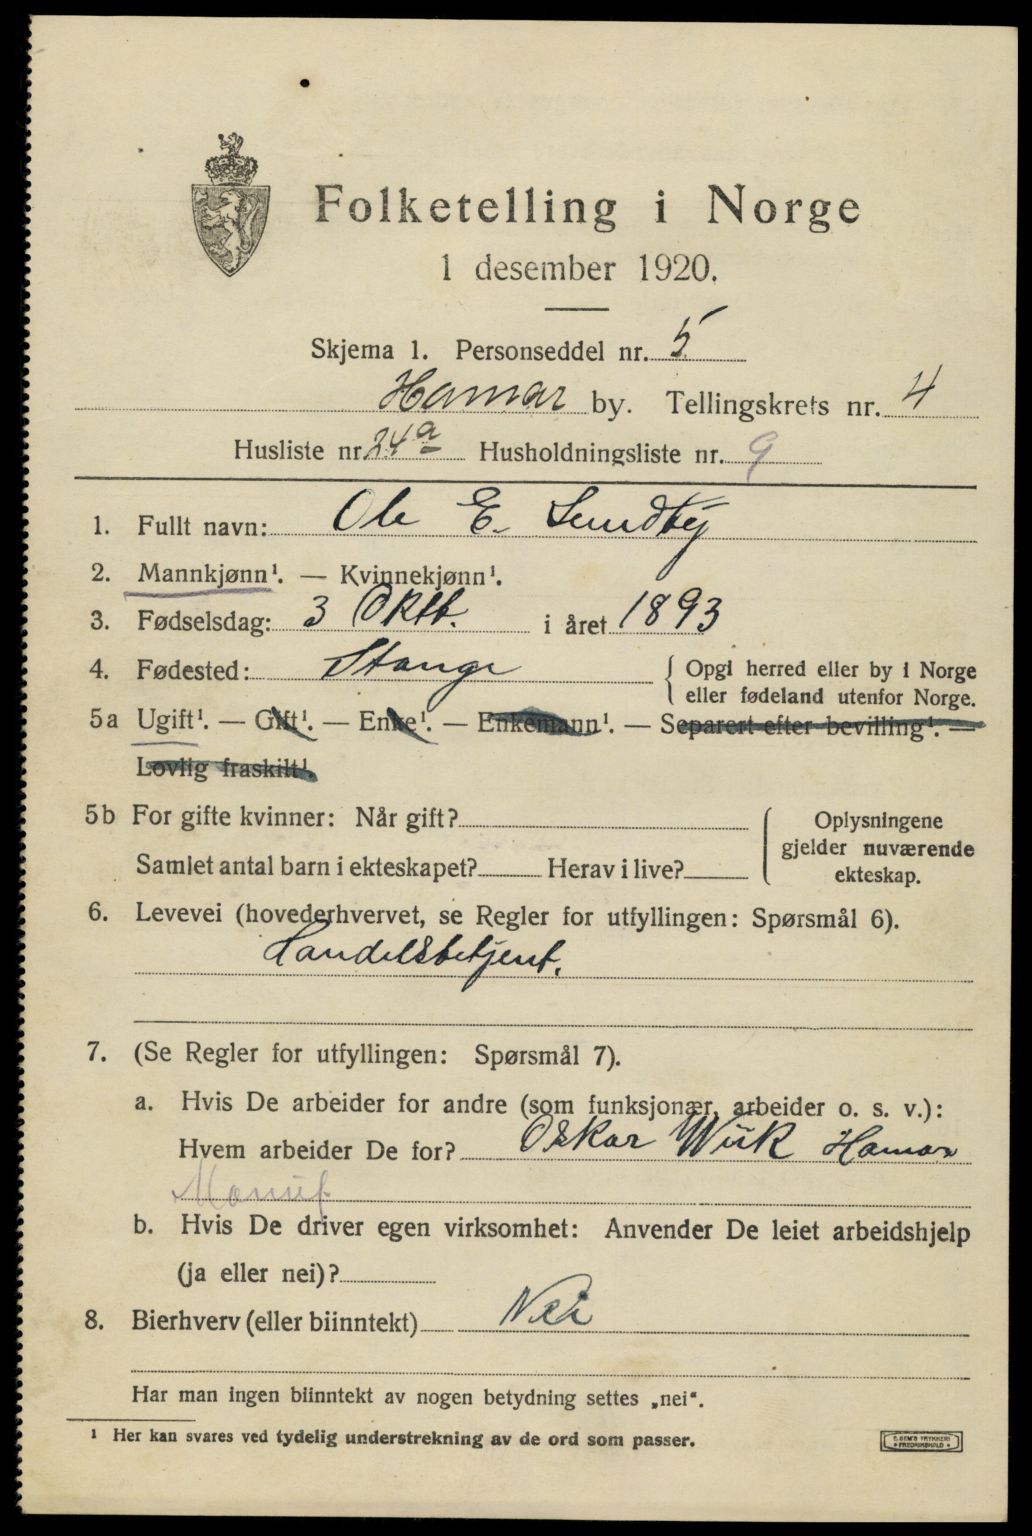 Folketelling i Norge
1 desember 1920.
Skjema 1. Personseddel nr. 5
Hamar by. Tellingskrets nr. 4
Husliste nr. 24a Husholdningsliste nr. 9
1. Fullt navn: Ole E. Sundby
2. Mannkjønn¹. — Kvinnekjønn¹.
3. Fødselsdag: 3 Oktb. i året 1893
4. Fødested: Stange { Opgi herred eller by i Norge
eller fødeland utenfor Norge.
5a Ugift¹. — Gift¹. — Enke¹. — Enkemann¹. — Separert efter bevilling¹. —
Lovlig fraskilt¹.
5b For gifte kvinner: Når gift? { Oplysningene
gjelder nuværende
Samlet antal barn i ekteskapet? Herav i live? ekteskap.
6. Levevei (hovederhvervet, se Regler for utfyllingen: Spørsmål 6).
Handelsbetjent.
7. (Se Regler for utfyllingen: Spørsmål 7).
a. Hvis De arbeider for andre (som funksjonær, arbeider o. s. v.):
Hvem arbeider De for? Oskar Wiik Hamar
Manuf.
b. Hvis De driver egen virksomhet: Anvender De leiet arbeidshjelp
(ja eller nei)?
8. Bierhverv (eller biinntekt) Nei
Har man ingen biinntekt av nogen betydning settes „nei“.
¹ Her kan svares ved tydelig understrekning av de ord som passer.
E. SEM'S TRYKKERI
• FREDRIKSHALD •